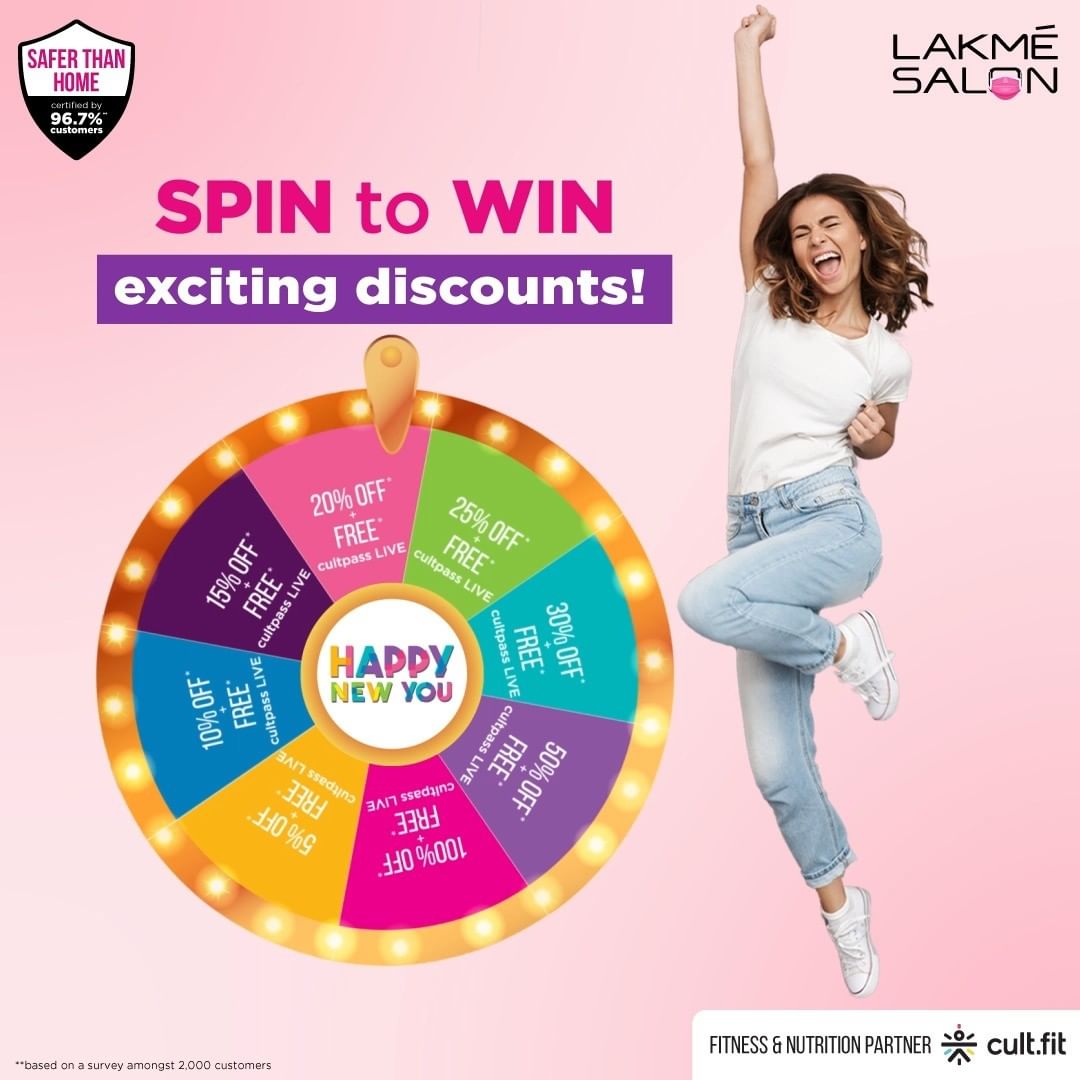 SAFER THAN
HOME
certified by
96.7%**
customers
LAKMÉ
SALON
SPIN to WIN
exciting discounts!
20% OFF*
+
FREE*
cultpass LIVE
25% OFF*
+
FREE*
cultpass LIVE
30% OFF*
+
FREE*
cultpass LIVE
50% OFF*
+
FREE*
cultpass LIVE
100% OFF*
+
FREE*
cultpass LIVE
5% OFF*
+
FREE*
cultpass LIVE
10% OFF*
+
FREE*
cultpass LIVE
15% OFF*
+
FREE*
cultpass LIVE
HAPPY
NEW YOU
FITNESS & NUTRITION PARTNER cult.fit
**based on a survey amongst 2,000 customers